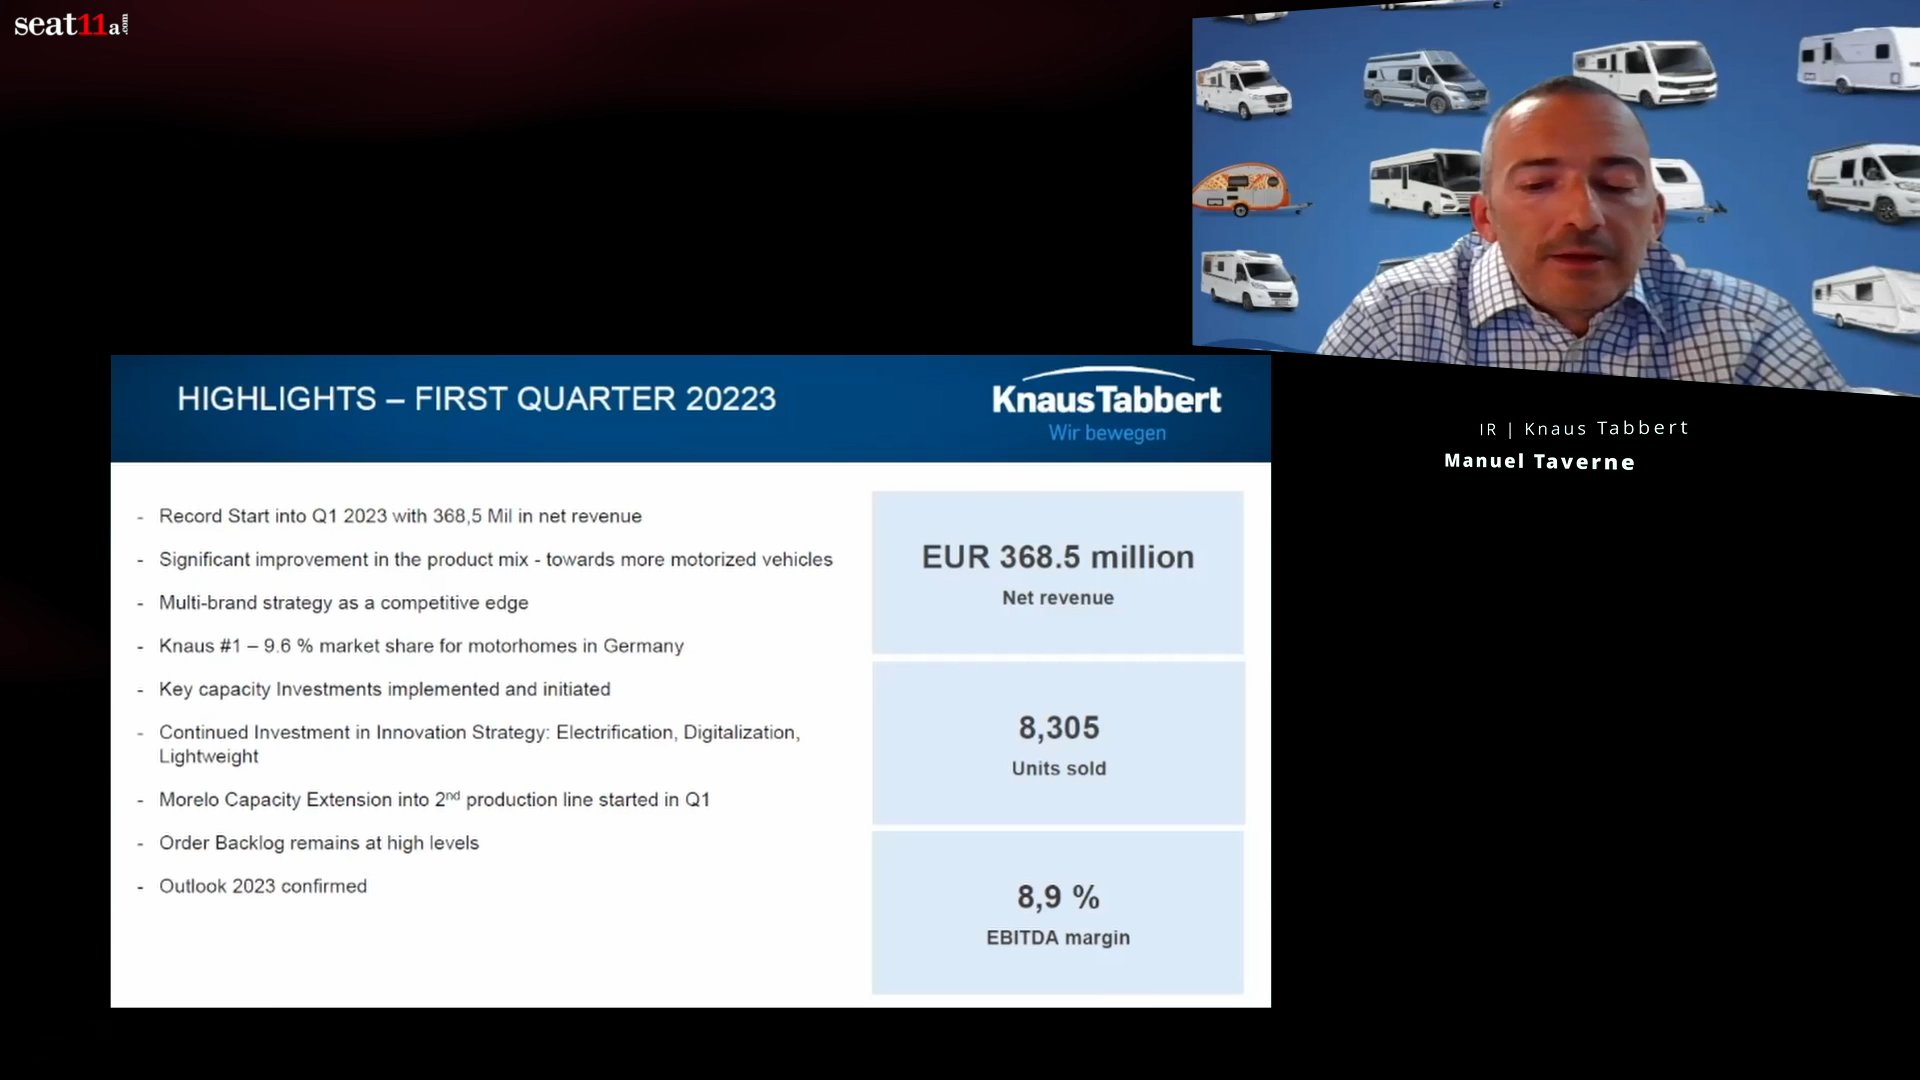 seat11a.com
IR | Knaus Tabbert
Manuel Taverne
HIGHLIGHTS – FIRST QUARTER 20223
KnausTabbert
Wir bewegen
- Record Start into Q1 2023 with 368,5 Mil in net revenue
- Significant improvement in the product mix - towards more motorized vehicles
- Multi-brand strategy as a competitive edge
- Knaus #1 – 9.6 % market share for motorhomes in Germany
- Key capacity Investments implemented and initiated
- Continued Investment in Innovation Strategy: Electrification, Digitalization,
Lightweight
- Morelo Capacity Extension into 2nd production line started in Q1
- Order Backlog remains at high levels
- Outlook 2023 confirmed
EUR 368.5 million
Net revenue
8,305
Units sold
8,9 %
EBITDA margin